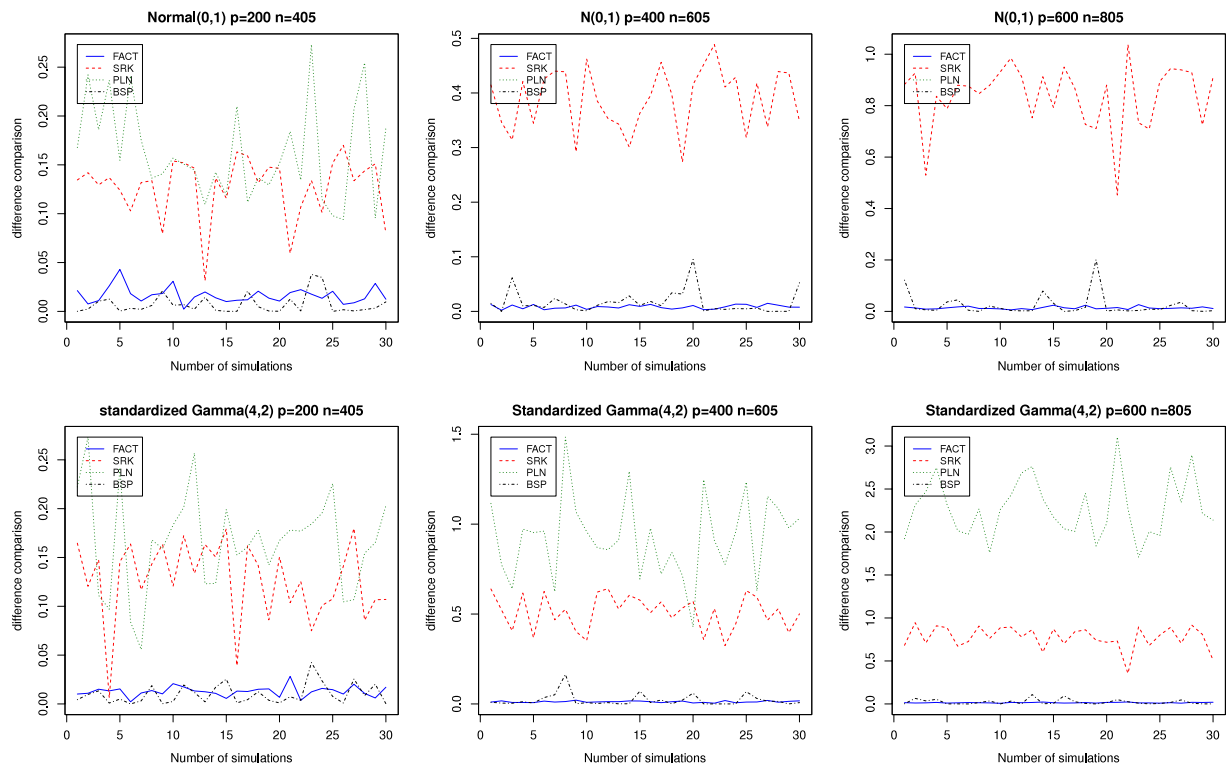 Normal(0,1) p=200 n=405
difference comparison
0.00 0.05 0.10 0.15 0.20 0.25
FACT
SRK
PLN
BSP
0 5 10 15 20 25 30
Number of simulations
N(0,1) p=400 n=605
difference comparison
0.0 0.1 0.2 0.3 0.4 0.5
FACT
SRK
PLN
BSP
0 5 10 15 20 25 30
Number of simulations
N(0,1) p=600 n=805
difference comparison
0.0 0.2 0.4 0.6 0.8 1.0
FACT
SRK
PLN
BSP
0 5 10 15 20 25 30
Number of simulations
standardized Gamma(4,2) p=200 n=405
difference comparison
0.00 0.05 0.10 0.15 0.20 0.25
FACT
SRK
PLN
BSP
0 5 10 15 20 25 30
Number of simulations
Standardized Gamma(4,2) p=400 n=605
difference comparison
0.0 0.5 1.0 1.5
FACT
SRK
PLN
BSP
0 5 10 15 20 25 30
Number of simulations
Standardized Gamma(4,2) p=600 n=805
difference comparison
0.0 0.5 1.0 1.5 2.0 2.5 3.0
FACT
SRK
PLN
BSP
0 5 10 15 20 25 30
Number of simulations